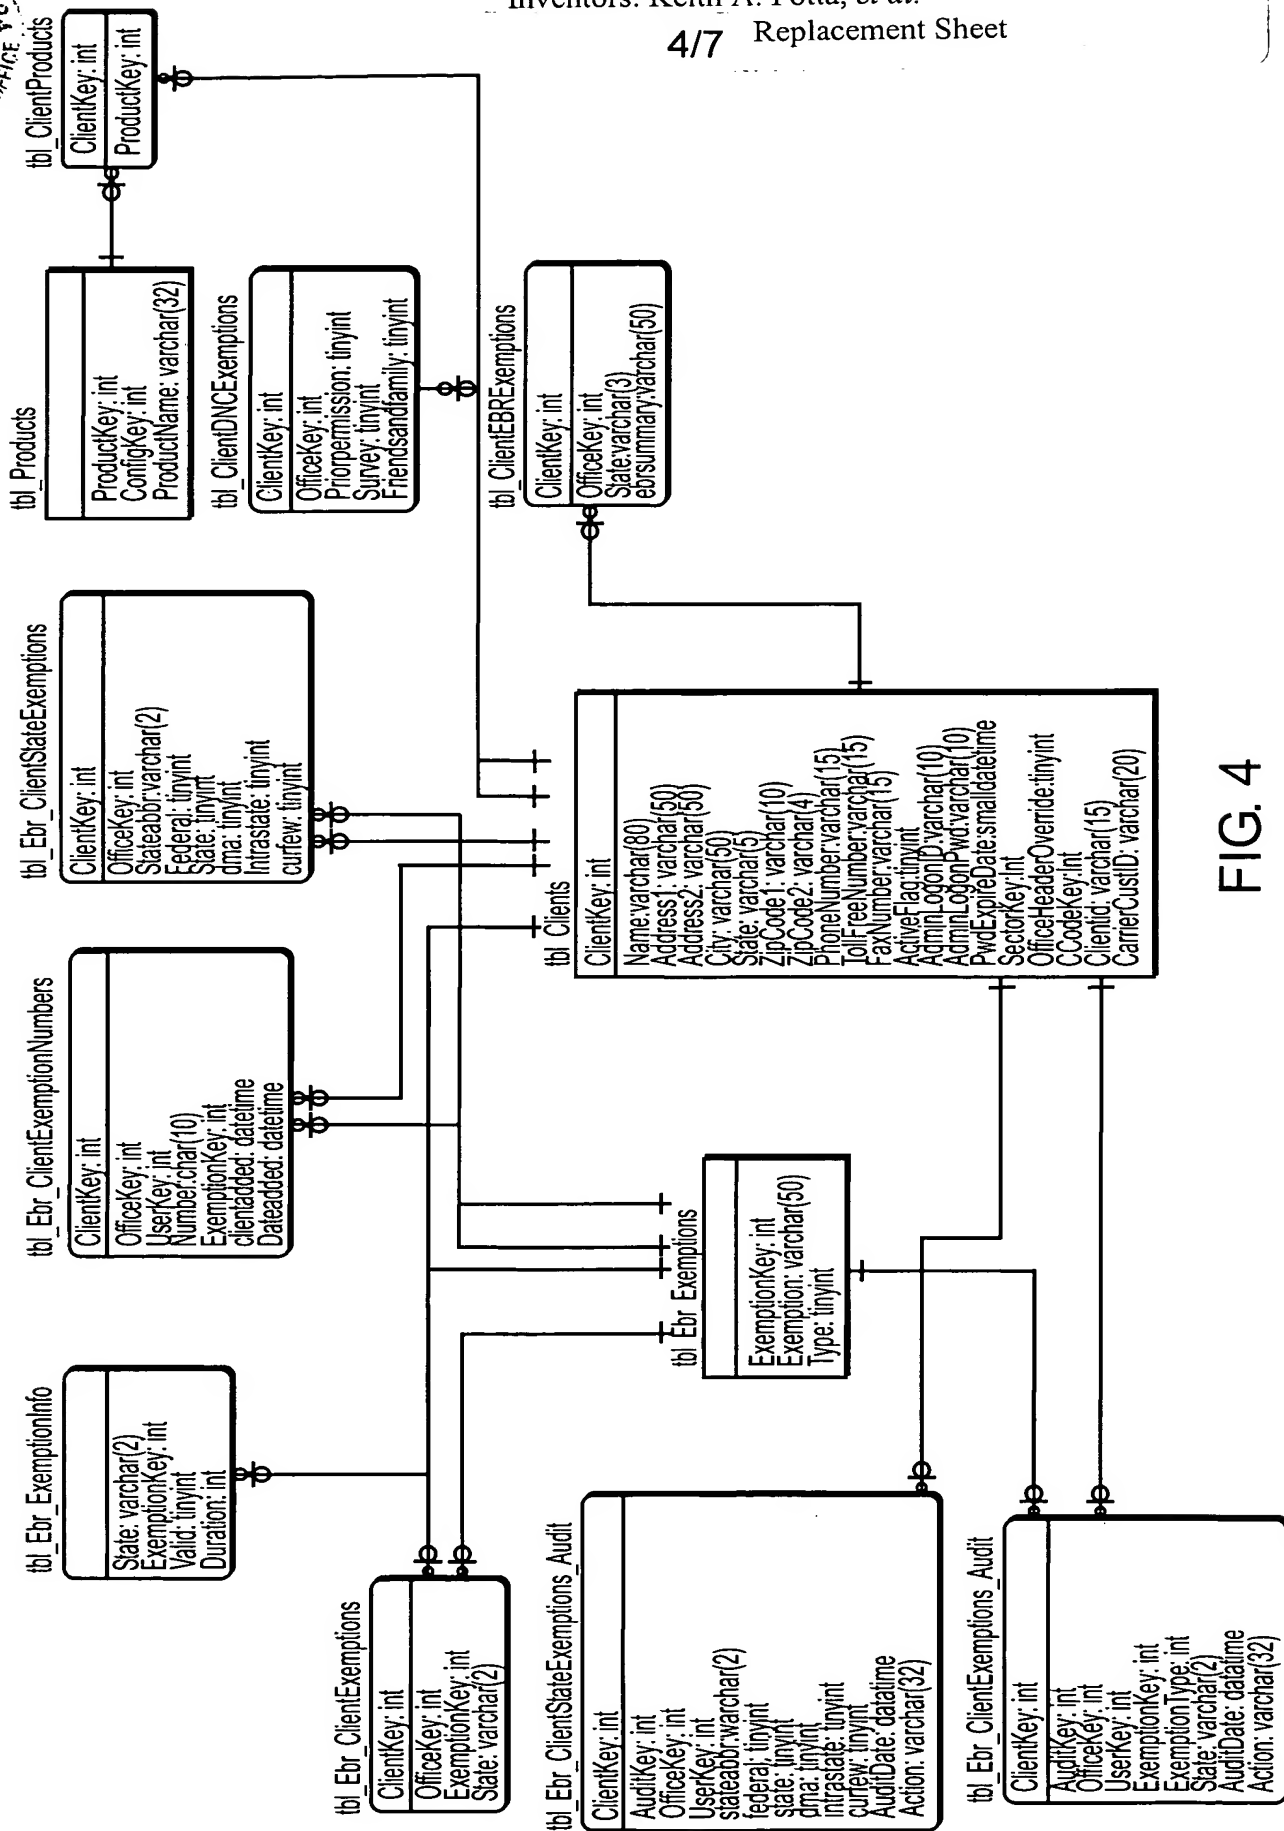 Replacement Sheet
4/7
tbl_ClientProducts
ClientKey: int
ProductKey: int
tbl_Products
ProductKey: int
ConfigKey: int
ProductName: varchar(32)
tbl_ClientDNCExemptions
ClientKey: int
OfficeKey: int
Priorpermission: tinyint
Survey: tinyint
Friendsandfamily: tinyint
tbl_ClientEBRExemptions
ClientKey: int
OfficeKey: int
State:varchar(3)
ebrsummary:varchar(50)
tbl_Ebr_ClientStateExemptions
ClientKey: int
OfficeKey: int
Stateabbr:varchar(2)
Federal: tinyint
State: tinyint
dma: tinyint
Intrastate: tinyint
curfew: tinyint
tbl_Clients
ClientKey: int
Name:varchar(80)
Address1: varchar(50)
Address2: varchar(50)
City: varchar(50)
State: varchar(5)
ZipCode1: varchar(10)
ZipCode2: varchar(4)
PhoneNumber:varchar(15)
TollFreeNumber:varchar(15)
FaxNumber:varchar(15)
ActiveFlag:tinyint
AdminLogonID:varchar(10)
AdminLogonPwd:varchar(10)
PwdExpireDate:smalldatetime
SectorKey:int
OfficeHeaderOverride:tinyint
CCodeKey:int
Clientid: varchar(15)
CarrierCustID: varchar(20)
tbl_Ebr_ClientExemptionNumbers
ClientKey: int
OfficeKey: int
UserKey: int
Number:char(10)
ExemptionKey: int
clientadded: datetime
Dateadded: datetime
tbl_Ebr_Exemptions
ExemptionKey: int
Exemption: varchar(50)
Type: tinyint
tbl_Ebr_ExemptionInfo
State: varchar(2)
ExemptionKey: int
Valid: tinyint
Duration: int
tbl_Ebr_ClientExemptions
ClientKey: int
OfficeKey: int
ExemptionKey: int
State: varchar(2)
tbl_Ebr_ClientStateExemptions_Audit
ClientKey: int
AuditKey: int
OfficeKey: int
UserKey: int
stateabbr:warchar(2)
federal; tinyint
state: tinyint
dma: tinyint
intrastate: tinyint
curfew: tinyint
AuditDate: datatime
Action: varchar(32)
tbl_Ebr_ClientExemptions_Audit
ClientKey: int
AuditKey: int
OfficeKey: int
UserKey: int
ExemptionKey: int
ExemptionType: int
State: varchar(2)
AuditDate: datatime
Action: varchar(32)
FIG. 4